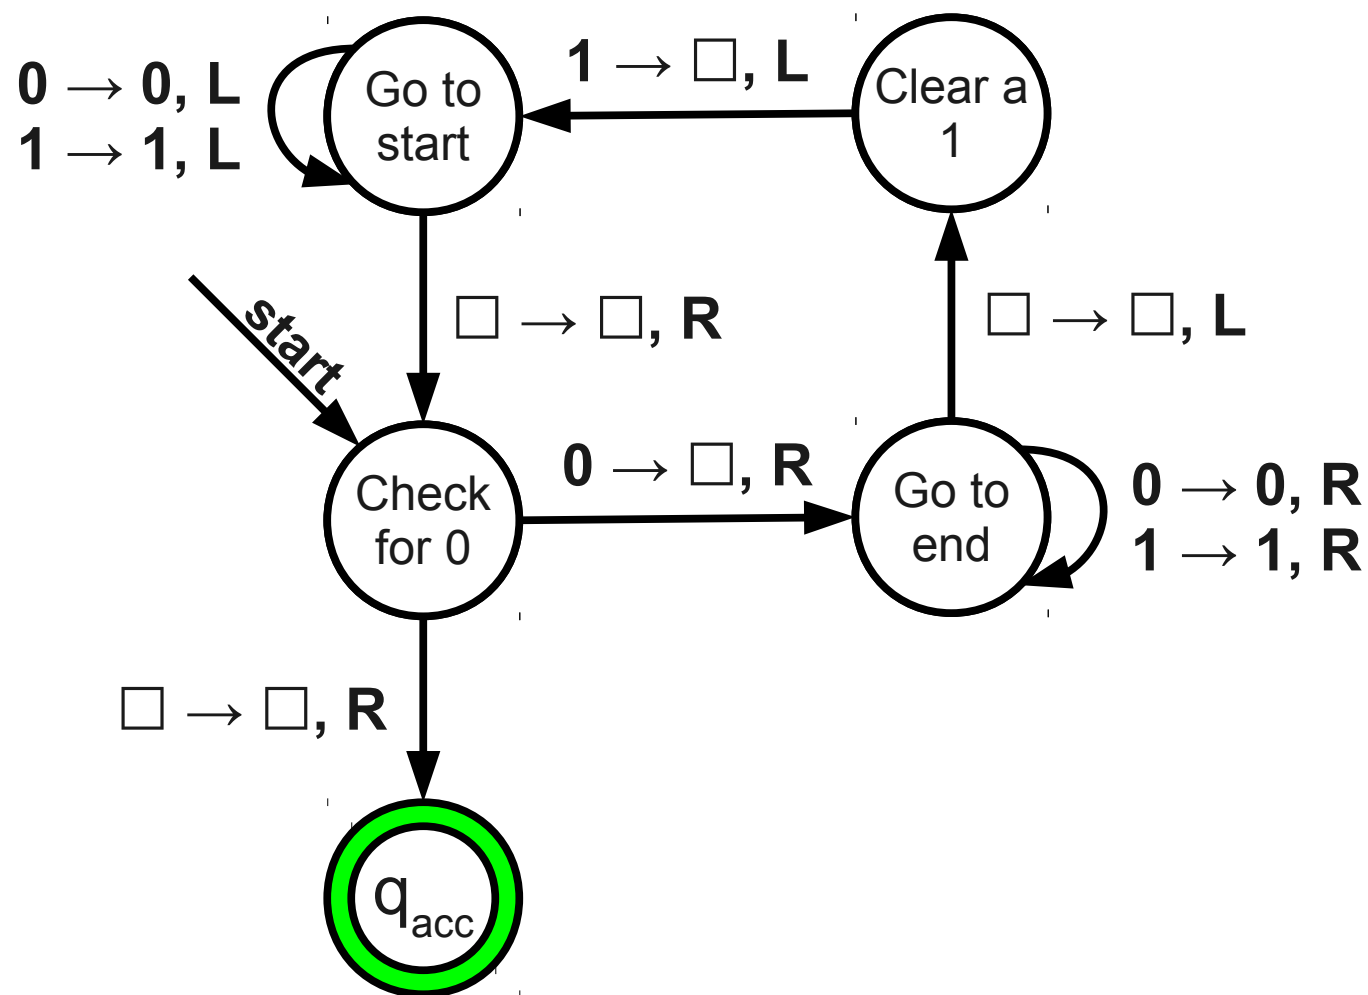 0 → 0, L
1 → 1, L
Go to
start
1 → □, L
Clear a
1
start
□ → □, R
□ → □, L
Check
for 0
0 → □, R
Go to
end
0 → 0, R
1 → 1, R
□ → □, R
qacc